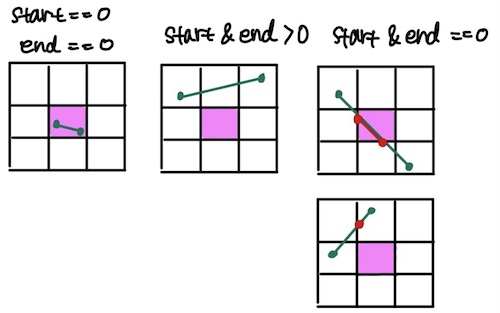 start == 0
end == 0
start & end > 0
start & end == 0